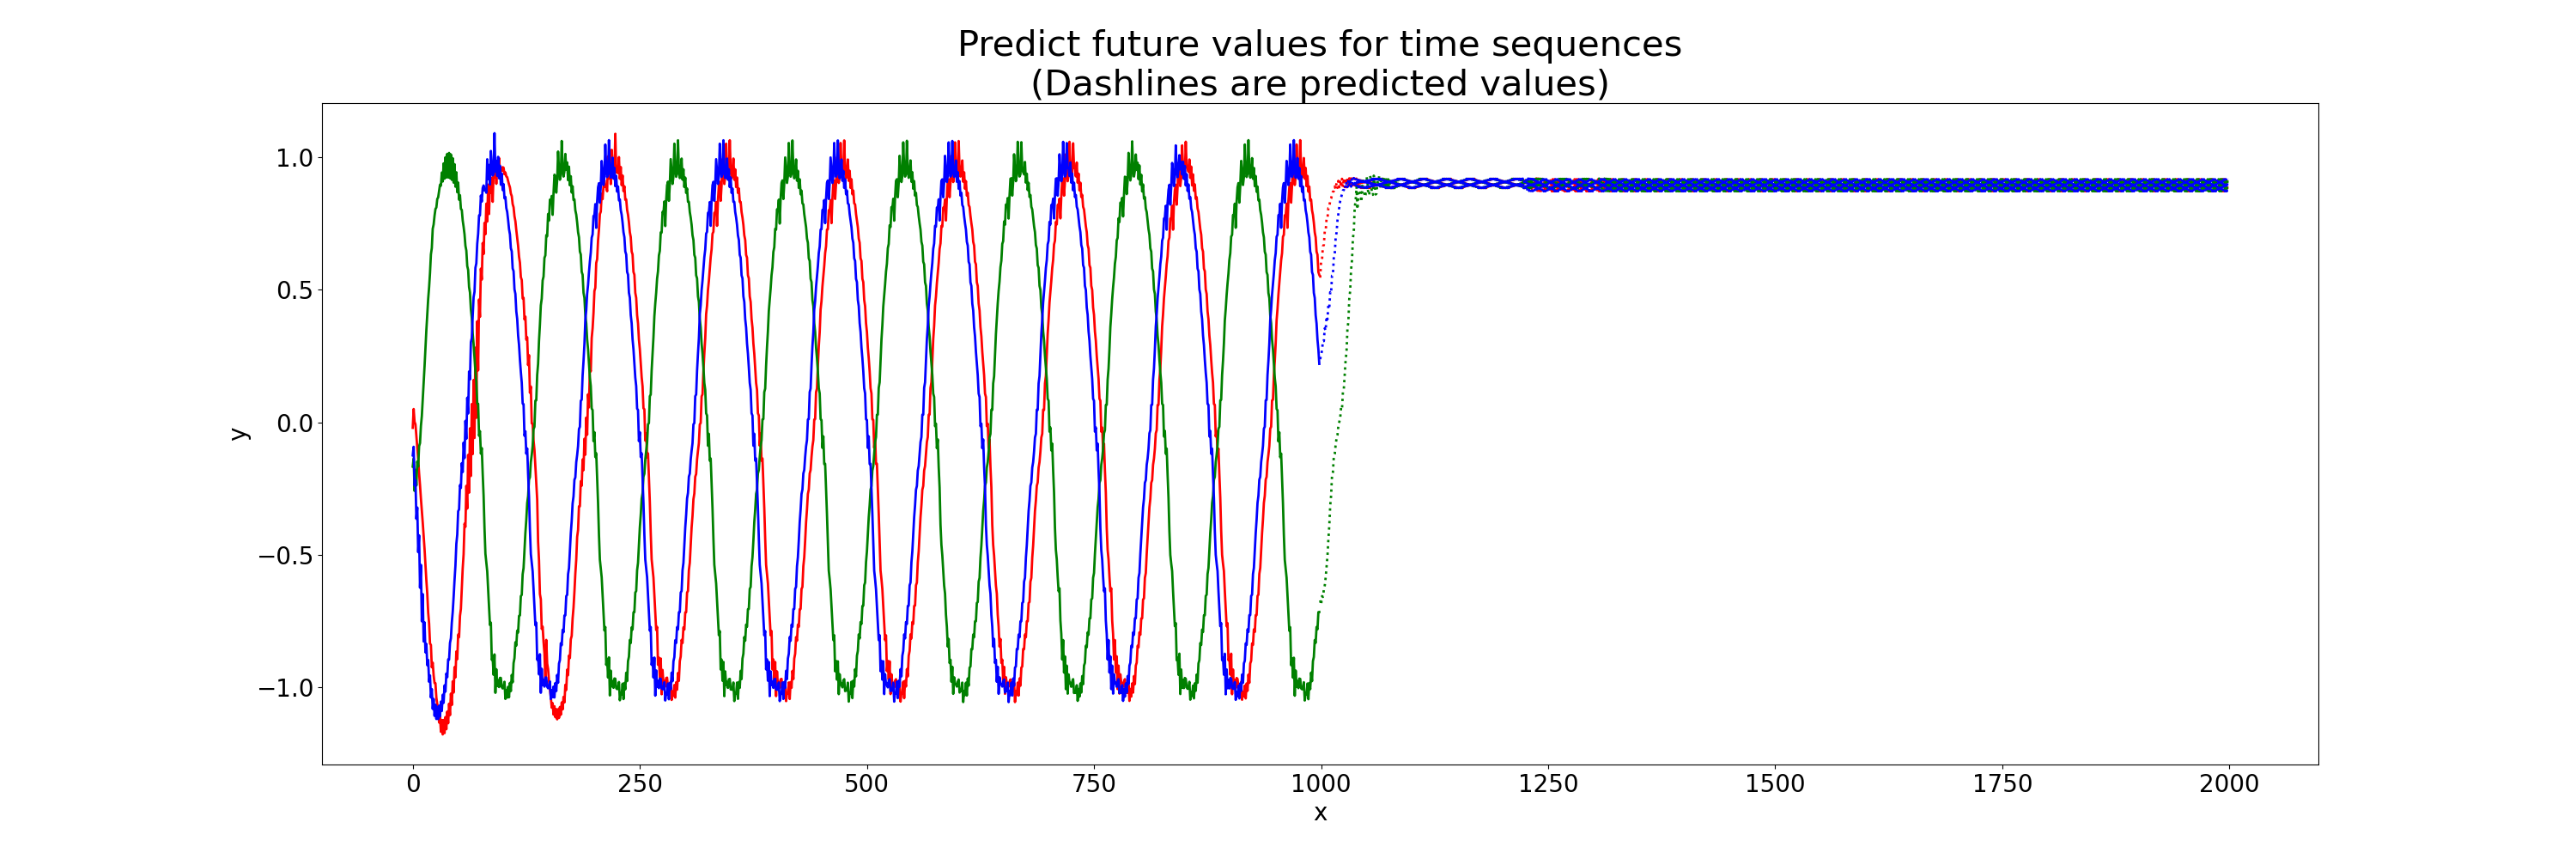 Predict future values for time sequences
(Dashlines are predicted values)
1.0
0.5
0.0
−0.5
−1.0
y
0 250 500 750 1000 1250 1500 1750 2000
x